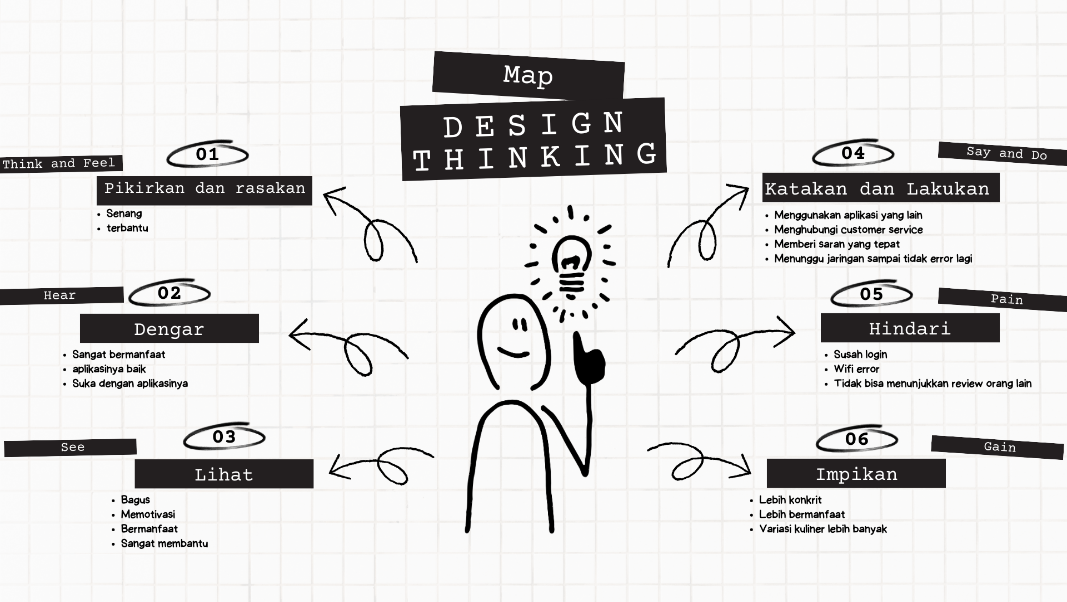 Map
DESIGN
THINKING
Think and Feel
01
Pikirkan dan rasakan
Senang
terbantu
Hear
02
Dengar
Sangat bermanfaat
aplikasinya baik
Suka dengan aplikasinya
See
03
Lihat
Bagus
Memotivasi
Bermanfaat
Sangat membantu
04
Say and Do
Katakan dan Lakukan
Menggunakan aplikasi yang lain
Menghubungi customer service
Memberi saran yang tepat
Menunggu jaringan sampai tidak error lagi
05
Pain
Hindari
Susah login
Wifi error
Tidak bisa menunjukkan review orang lain
06
Gain
Impikan
Lebih konkrit
Lebih bermanfaat
Variasi kuliner lebih banyak